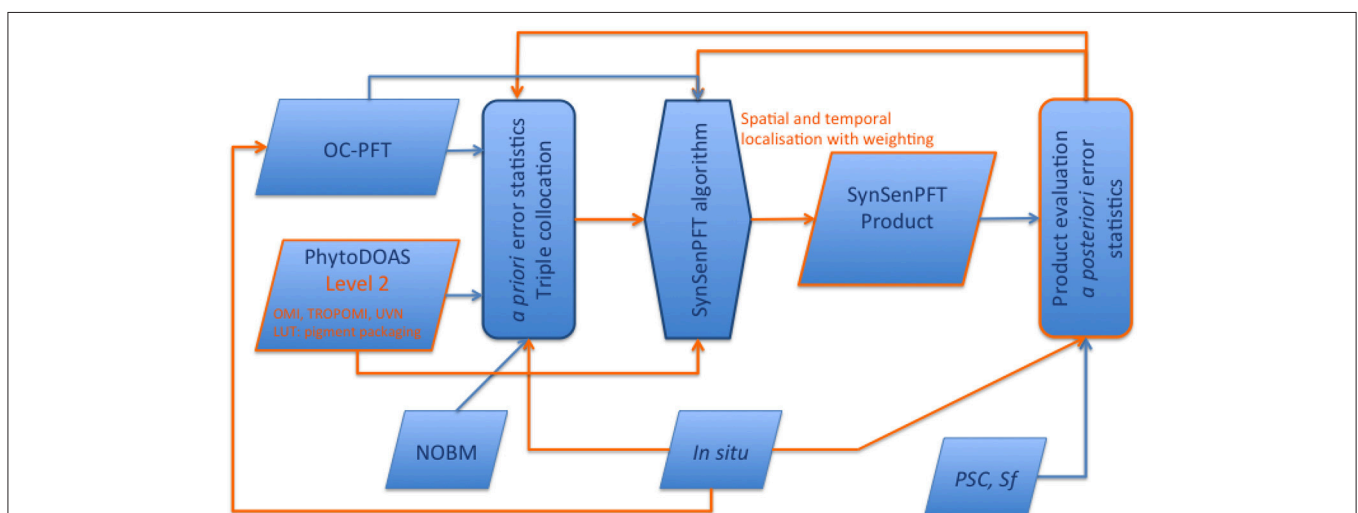 OC-PFT
PhytoDOAS
Level 2
OMI, TROPOMI, UVN
LUT: pigment packaging
a priori error statistics
Triple collocation
SynSenPFT algorithm
Spatial and temporal
localisation with weighting
SynSenPFT
Product
Product evaluation
a posteriori error
statistics
NOBM
In situ
PSC, Sf